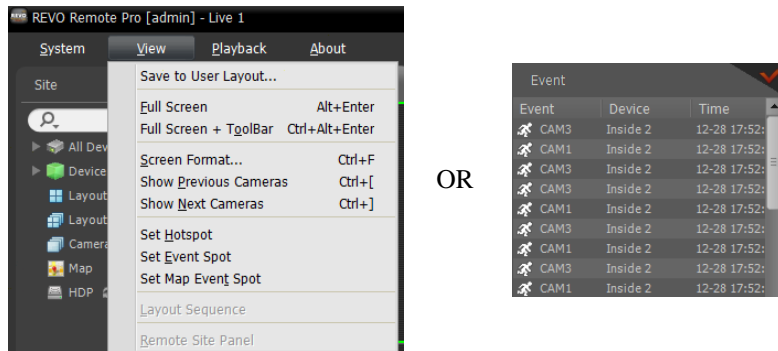 REVO Remote Pro [admin] - Live 1
System View Playback About
Site
Save to User Layout...
Full Screen Alt+Enter
Full Screen + ToolBar Ctrl+Alt+Enter
Screen Format... Ctrl+F
Show Previous Cameras Ctrl+[
Show Next Cameras Ctrl+]
Set Hotspot
Set Event Spot
Set Map Event Spot
Layout Sequence
Remote Site Panel
All Dev
Device
Layout
Layout
Camera
Map
HDP
OR
Event
Event Device Time
CAM3 Inside 2 12-28 17:52:
CAM1 Inside 2 12-28 17:52:
CAM3 Inside 2 12-28 17:52:
CAM3 Inside 2 12-28 17:52:
CAM1 Inside 2 12-28 17:52:
CAM3 Inside 2 12-28 17:52:
CAM1 Inside 2 12-28 17:52:
CAM3 Inside 2 12-28 17:52:
CAM1 Inside 2 12-28 17:52: